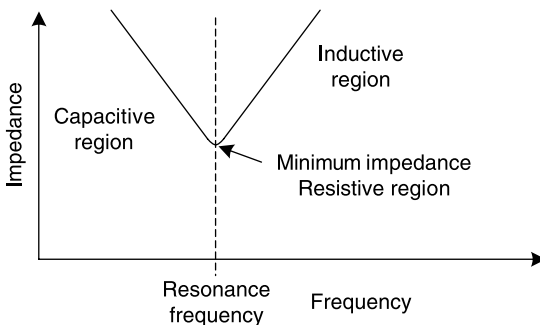 Impedance
Capacitive
region
Inductive
region
Minimum impedance
Resistive region
Resonance
frequency
Frequency